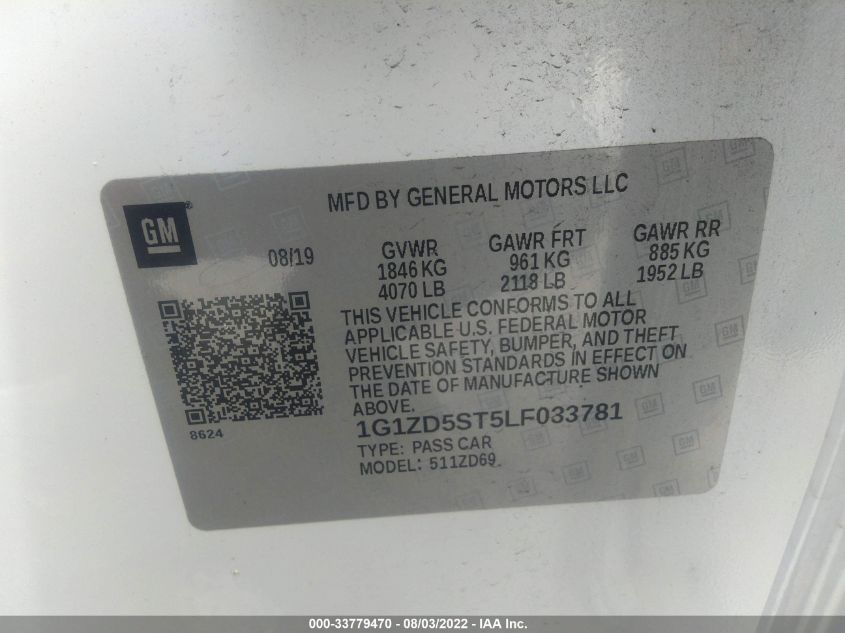 MFD BY GENERAL MOTORS LLC
GM
08/19
GVWR
1846 KG
4070 LB
GAWR FRT
961 KG
2118 LB
GAWR RR
885 KG
1952 LB
THIS VEHICLE CONFORMS TO ALL
APPLICABLE U.S. FEDERAL MOTOR
VEHICLE SAFETY, BUMPER, AND THEFT
PREVENTION STANDARDS IN EFFECT ON
THE DATE OF MANUFACTURE SHOWN
ABOVE.
8624
1G1ZD5ST5LF033781
TYPE: PASS CAR
MODEL: 511ZD69
000-33779470 - 08/03/2022 - 1G1ZD5ST5LF033781